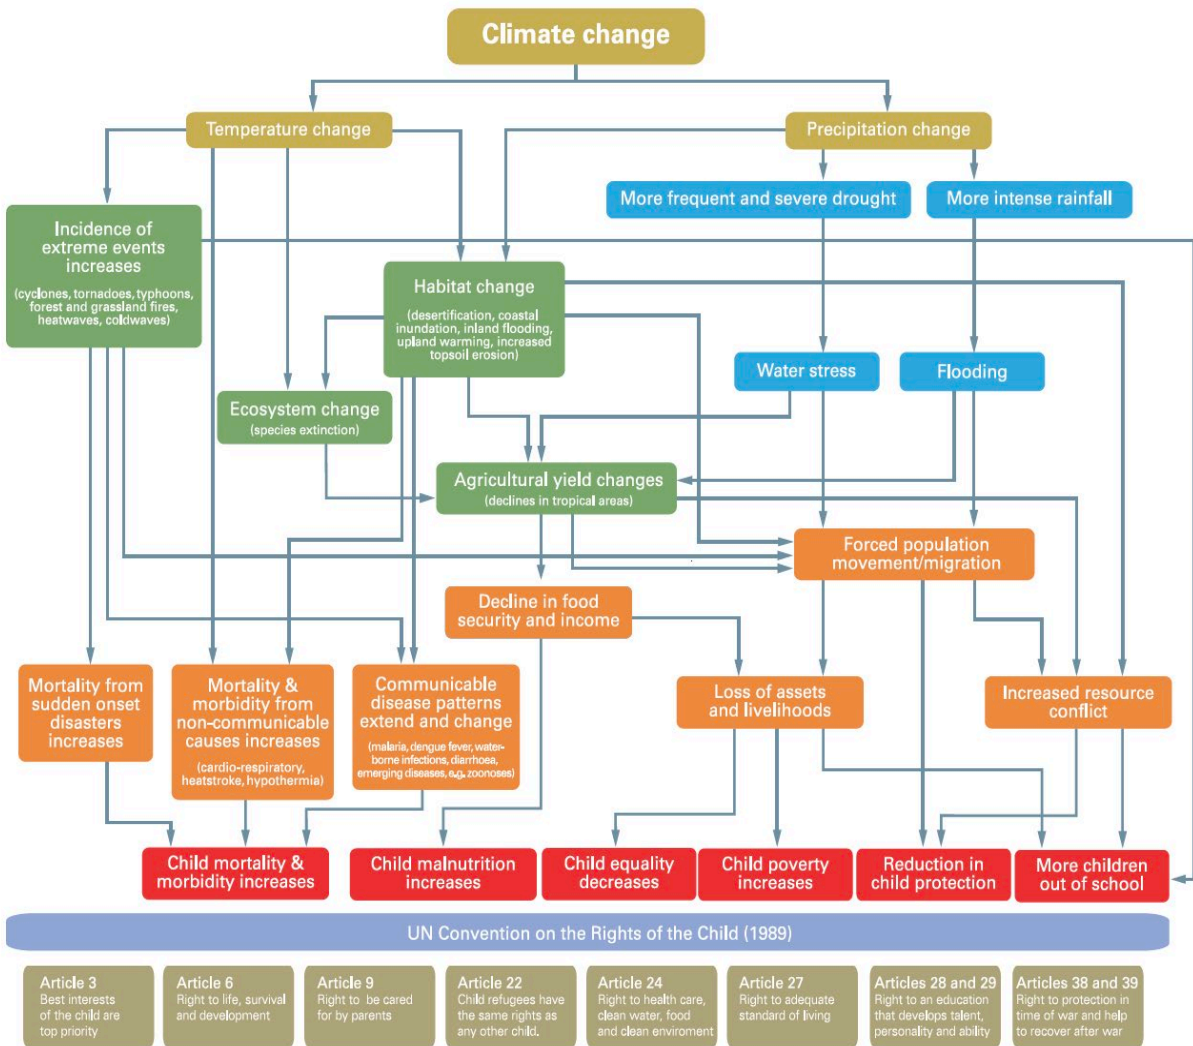 Climate change
Temperature change
Precipitation change
More frequent and severe drought
More intense rainfall
Incidence of
extreme events
increases
(cyclones, tornadoes, typhoons,
forest and grassland fires,
heatwaves, coldwaves)
Habitat change
(desertification, coastal
inundation, inland flooding,
upland warming, increased
topsoil erosion)
Water stress
Flooding
Ecosystem change
(species extinction)
Agricultural yield changes
(declines in tropical areas)
Forced population
movement/migration
Decline in food
security and income
Mortality from
sudden onset
disasters
increases
Mortality &
morbidity from
non-communicable
causes increases
(cardio-respiratory,
heatstroke, hypothermia)
Communicable
disease patterns
extend and change
(malaria, dengue fever, water-
borne infections, diarrhoea,
emerging diseases, e.g. zoonoses)
Loss of assets
and livelihoods
Increased resource
conflict
Child mortality &
morbidity increases
Child malnutrition
increases
Child equality
decreases
Child poverty
increases
Reduction in
child protection
More children
out of school
UN Convention on the Rights of the Child (1989)
Article 3
Best interests
of the child are
top priority
Article 6
Right to life, survival
and development
Article 9
Right to be cared
for by parents
Article 22
Child refugees have
the same rights as
any other child.
Article 24
Right to health care,
clean water, food
and clean enviroment
Article 27
Right to adequate
standard of living
Articles 28 and 29
Right to an education
that develops talent,
personality and ability
Articles 38 and 39
Right to protection in
time of war and help
to recover after war